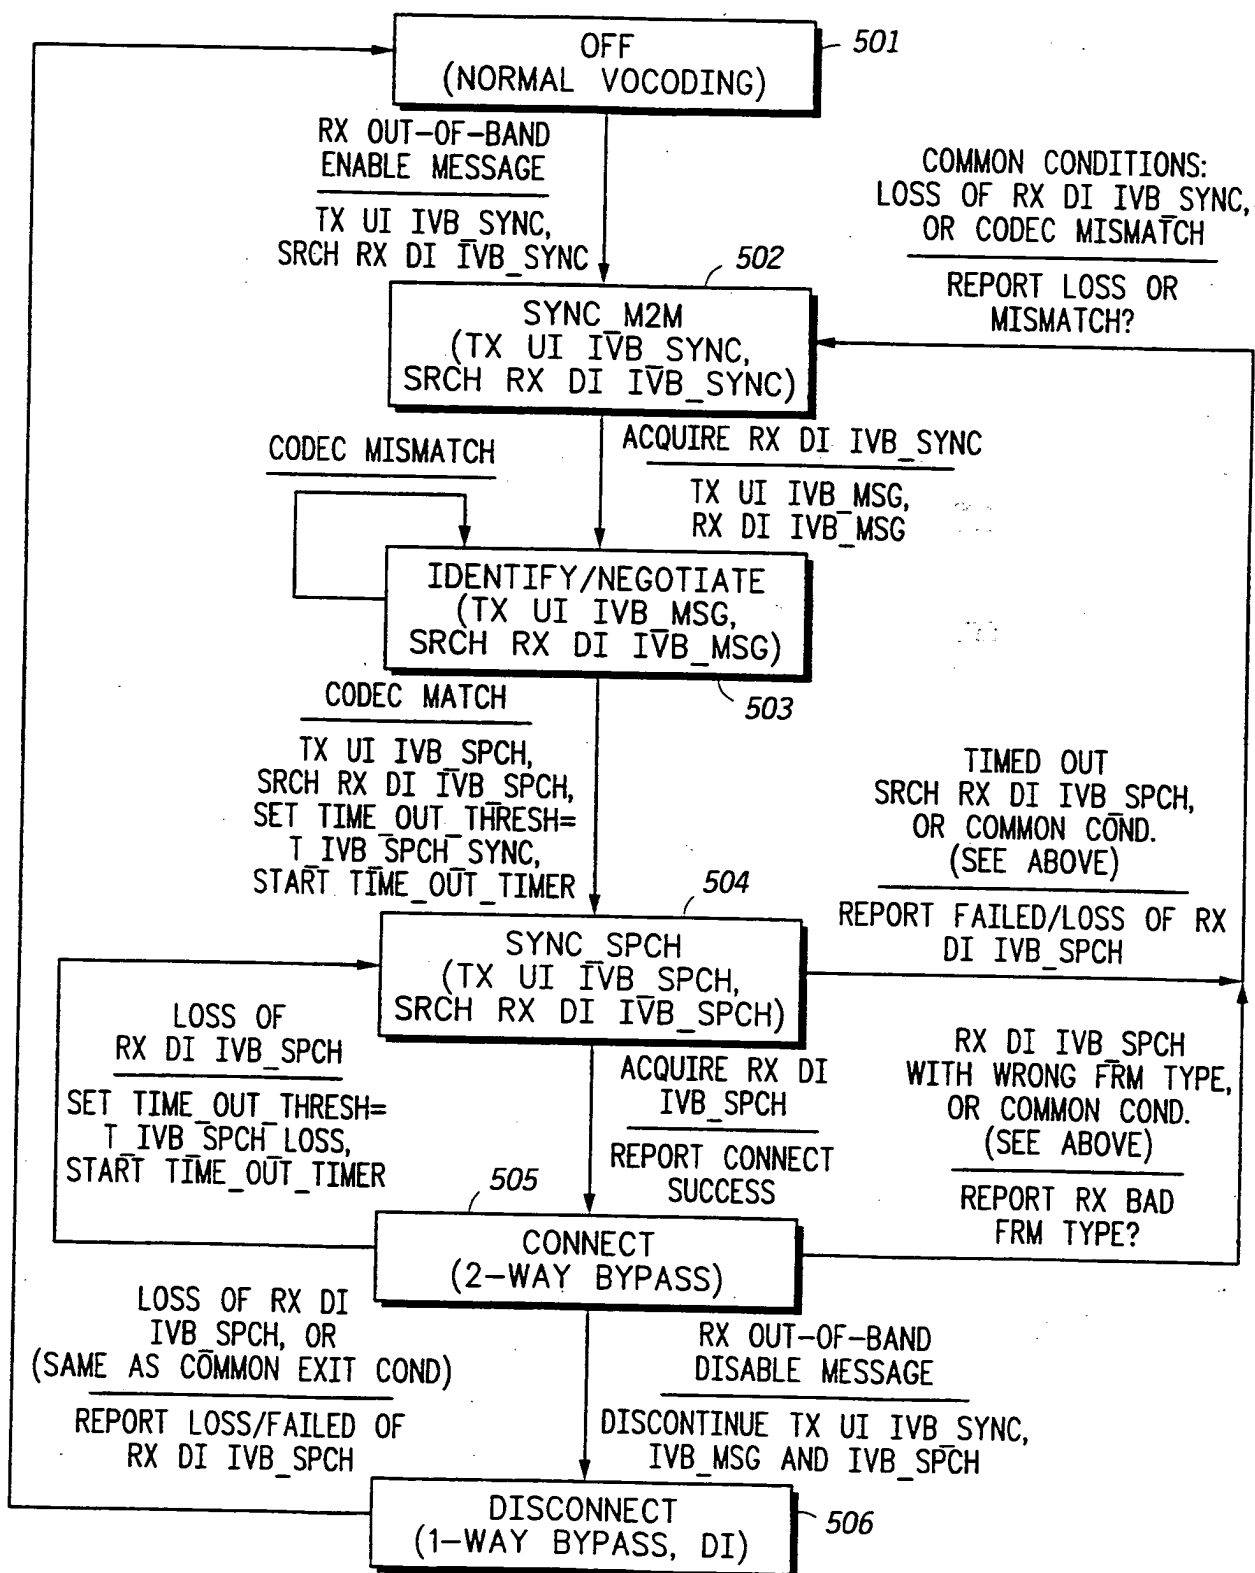 OFF
(NORMAL VOCODING)
501
RX OUT-OF-BAND
ENABLE MESSAGE
TX UI IVB_SYNC,
SRCH RX DI IVB_SYNC
COMMON CONDITIONS:
LOSS OF RX DI IVB_SYNC,
OR CODEC MISMATCH
REPORT LOSS OR
MISMATCH?
502
SYNC_M2M
(TX UI IVB_SYNC,
SRCH RX DI IVB_SYNC)
CODEC MISMATCH
ACQUIRE RX DI IVB_SYNC
TX UI IVB_MSG,
RX DI IVB_MSG
IDENTIFY/NEGOTIATE
(TX UI IVB_MSG,
SRCH RX DI IVB_MSG)
503
CODEC MATCH
TX UI IVB_SPCH,
SRCH RX DI IVB_SPCH,
SET TIME_OUT_THRESH=
T_IVB_SPCH_SYNC,
START TIME_OUT_TIMER
TIMED OUT
SRCH RX DI IVB_SPCH,
OR COMMON COND.
(SEE ABOVE)
REPORT FAILED/LOSS OF RX
DI IVB_SPCH
504
SYNC_SPCH
(TX UI IVB_SPCH,
SRCH RX DI IVB_SPCH)
LOSS OF
RX DI IVB_SPCH
SET TIME_OUT_THRESH=
T_IVB_SPCH_LOSS,
START TIME_OUT_TIMER
ACQUIRE RX DI
IVB_SPCH
REPORT CONNECT
SUCCESS
RX DI IVB_SPCH
WITH WRONG FRM TYPE,
OR COMMON COND.
(SEE ABOVE)
REPORT RX BAD
FRM TYPE?
505
CONNECT
(2-WAY BYPASS)
LOSS OF RX DI
IVB_SPCH, OR
(SAME AS COMMON EXIT COND)
REPORT LOSS/FAILED OF
RX DI IVB_SPCH
RX OUT-OF-BAND
DISABLE MESSAGE
DISCONTINUE TX UI IVB_SYNC,
IVB_MSG AND IVB_SPCH
DISCONNECT
(1-WAY BYPASS, DI)
506